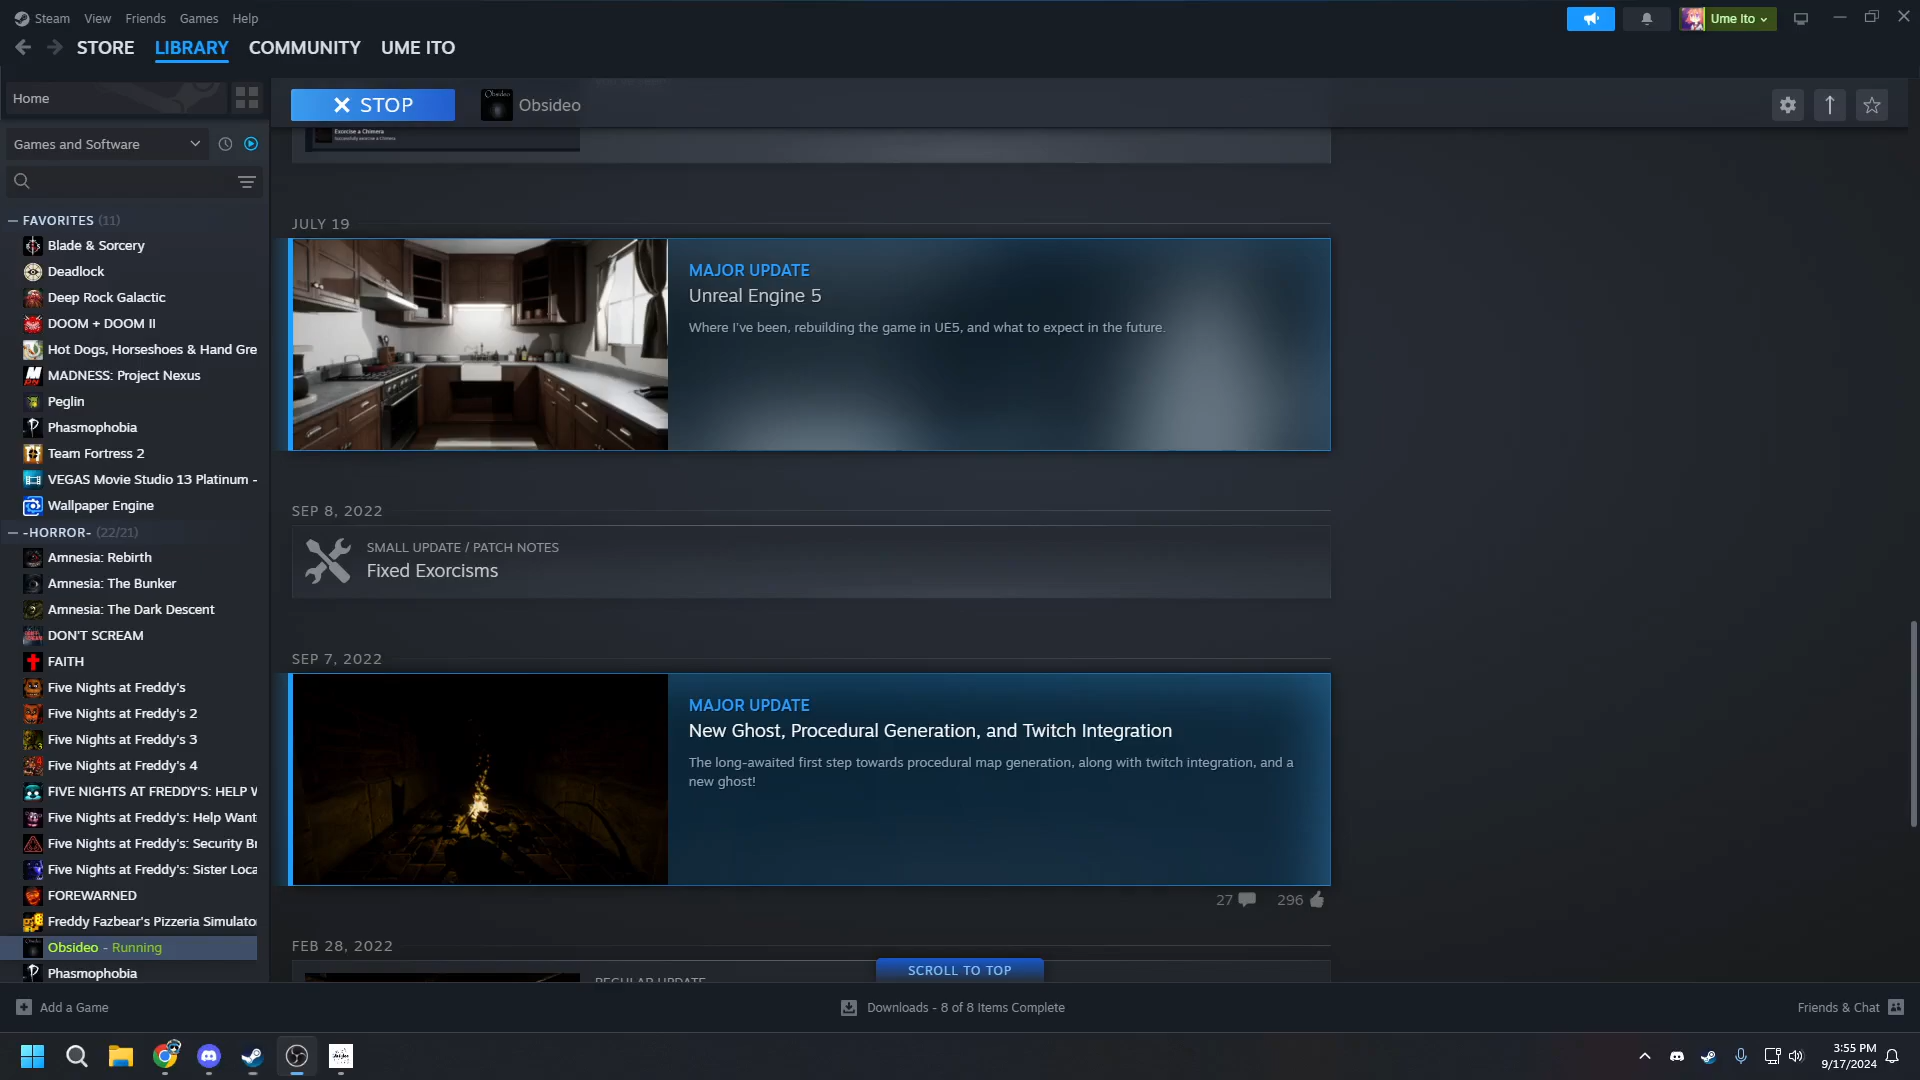 Steam View Friends Games Help
Ume Ito
STORE LIBRARY COMMUNITY UME ITO
Home
STOP
Obsideo
Exorcise a Chimera
Games and Software
FAVORITES (11)
Blade & Sorcery
Deadlock
Deep Rock Galactic
DOOM + DOOM II
Hot Dogs, Horseshoes & Hand Gre
MADNESS: Project Nexus
Peglin
Phasmophobia
Team Fortress 2
VEGAS Movie Studio 13 Platinum -
Wallpaper Engine
-HORROR- (22/21)
Amnesia: Rebirth
Amnesia: The Bunker
Amnesia: The Dark Descent
DON'T SCREAM
FAITH
Five Nights at Freddy's
Five Nights at Freddy's 2
Five Nights at Freddy's 3
Five Nights at Freddy's 4
FIVE NIGHTS AT FREDDY'S: HELP W
Five Nights at Freddy's: Help Want
Five Nights at Freddy's: Security Br
Five Nights at Freddy's: Sister Loca
FOREWARNED
Freddy Fazbear's Pizzeria Simulato
Obsideo - Running
Phasmophobia
JULY 19
MAJOR UPDATE
Unreal Engine 5
Where I've been, rebuilding the game in UE5, and what to expect in the future.
SEP 8, 2022
SMALL UPDATE / PATCH NOTES
Fixed Exorcisms
SEP 7, 2022
MAJOR UPDATE
New Ghost, Procedural Generation, and Twitch Integration
The long-awaited first step towards procedural map generation, along with twitch integration, and a
new ghost!
27 296
FEB 28, 2022
REGULAR UPDATE
SCROLL TO TOP
Add a Game
Downloads - 8 of 8 Items Complete
Friends & Chat
3:55 PM
9/17/2024